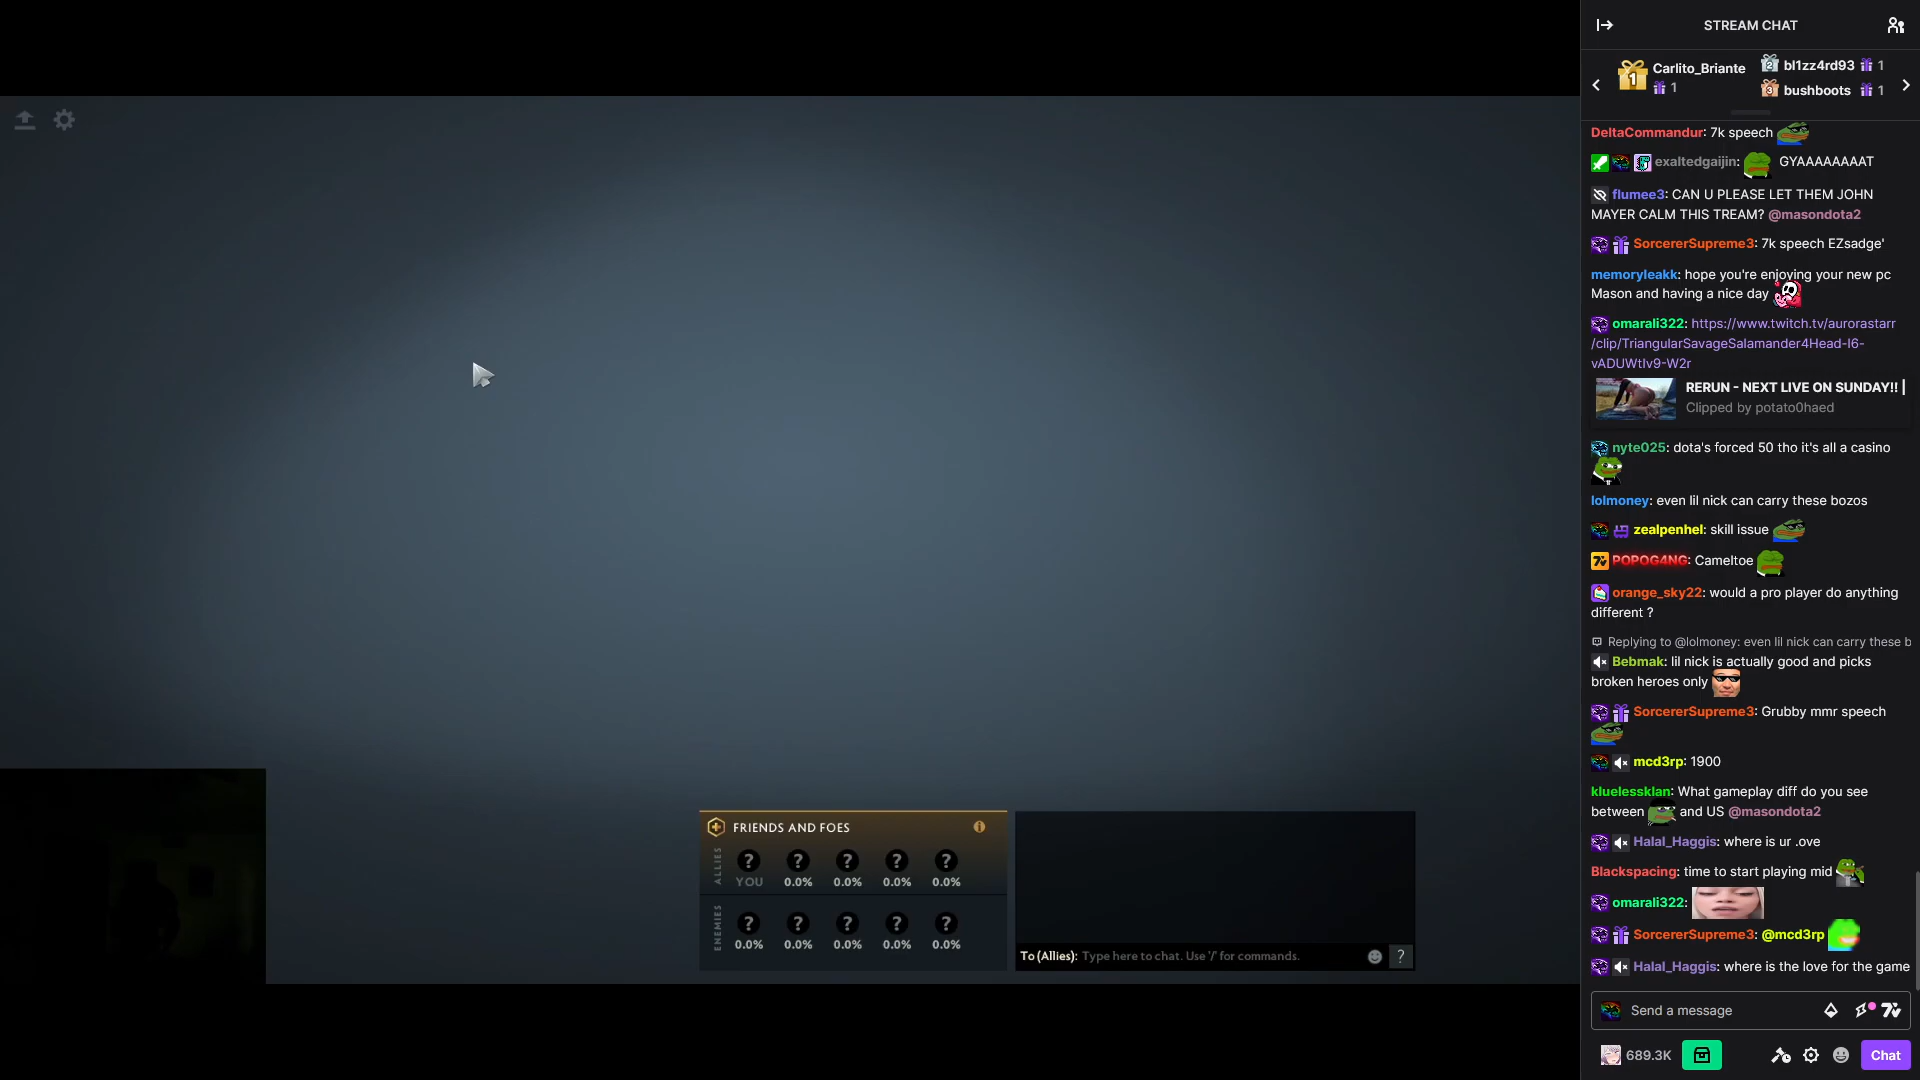 STREAM CHAT
1 Carlito_Briante 1
2 bl1zz4rd93 1
3 bushboots 1
DeltaCommandur: 7k speech
exaltedgaijin: GYAAAAAAAT
flumee3: CAN U PLEASE LET THEM JOHN
MAYER CALM THIS TREAM? @masondota2
SorcererSupreme3: 7k speech EZsadge'
memoryleakk: hope you're enjoying your new pc
Mason and having a nice day
omarali322: https://www.twitch.tv/aurorastarr
/clip/TriangularSavageSalamander4Head-I6-
vADUWtIv9-W2r
RERUN - NEXT LIVE ON SUNDAY!! |
Clipped by potato0haed
nyte025: dota's forced 50 tho it's all a casino
lolmoney: even lil nick can carry these bozos
zealpenhel: skill issue
POPOG4NG: Cameltoe
orange_sky22: would a pro player do anything
different ?
Replying to @lolmoney: even lil nick can carry these b
Bebmak: lil nick is actually good and picks
broken heroes only
SorcererSupreme3: Grubby mmr speech
mcd3rp: 1900
kluelessklan: What gameplay diff do you see
between and US @masondota2
Halal_Haggis: where is ur .ove
Blackspacing: time to start playing mid
omarali322:
SorcererSupreme3: @mcd3rp
Halal_Haggis: where is the love for the game
Send a message
689.3K
Chat
FRIENDS AND FOES
ALLIES
? ? ? ? ?
YOU 0.0% 0.0% 0.0% 0.0%
ENEMIES
? ? ? ? ?
0.0% 0.0% 0.0% 0.0% 0.0%
To (Allies): Type here to chat. Use '/' for commands. ?